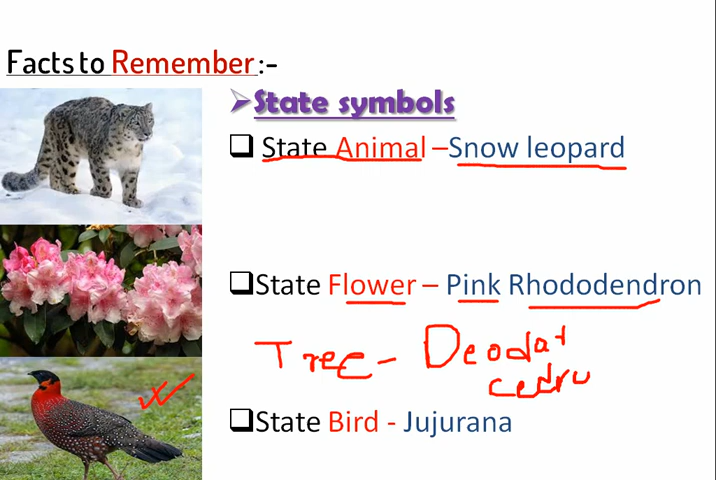 Facts to Remember :-
➢State symbols
❑ State Animal –Snow leopard
❑State Flower – Pink Rhododendron
Tree - Deodar
cedru
❑State Bird - Jujurana